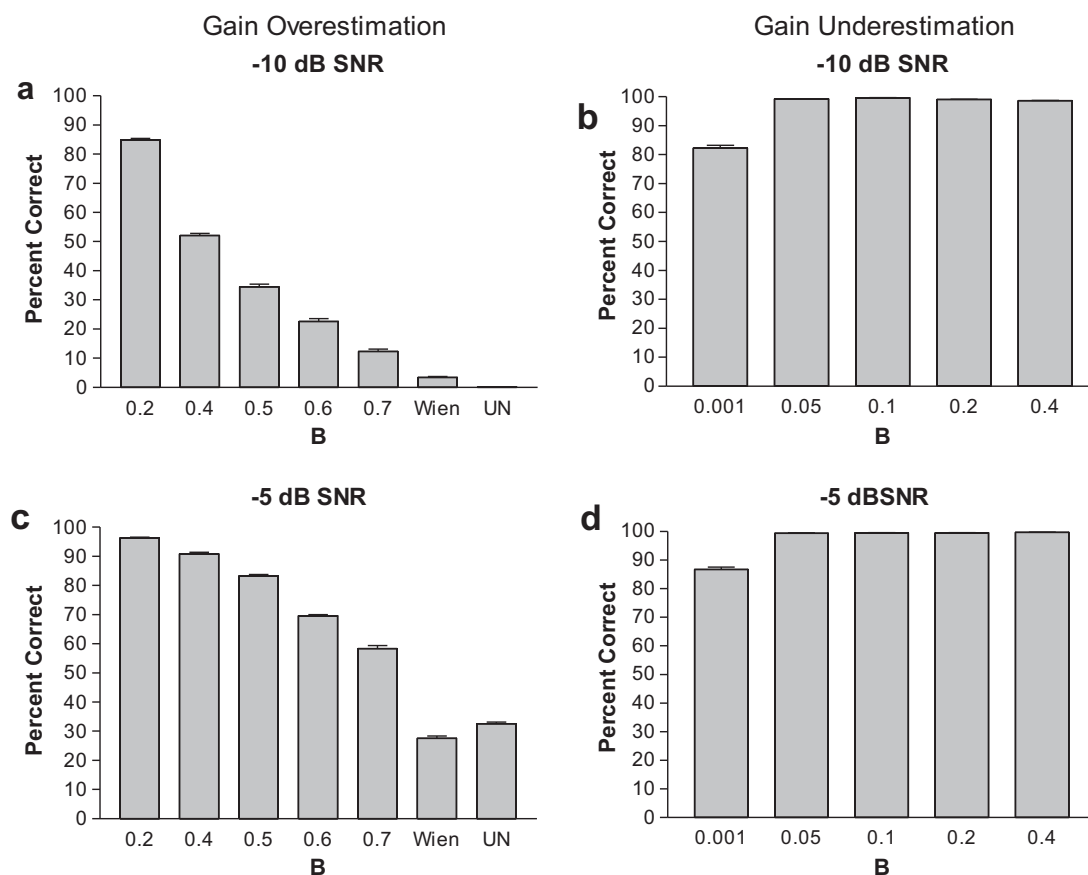 Gain Overestimation
-10 dB SNR
a
Percent Correct
100
90
80
70
60
50
40
30
20
10
0
0.2 0.4 0.5 0.6 0.7 Wien UN
B
Gain Underestimation
-10 dB SNR
b
Percent Correct
100
90
80
70
60
50
40
30
20
10
0
0.001 0.05 0.1 0.2 0.4
B
-5 dB SNR
c
Percent Correct
100
90
80
70
60
50
40
30
20
10
0
0.2 0.4 0.5 0.6 0.7 Wien UN
B
-5 dBSNR
d
Percent Correct
100
90
80
70
60
50
40
30
20
10
0
0.001 0.05 0.1 0.2 0.4
B